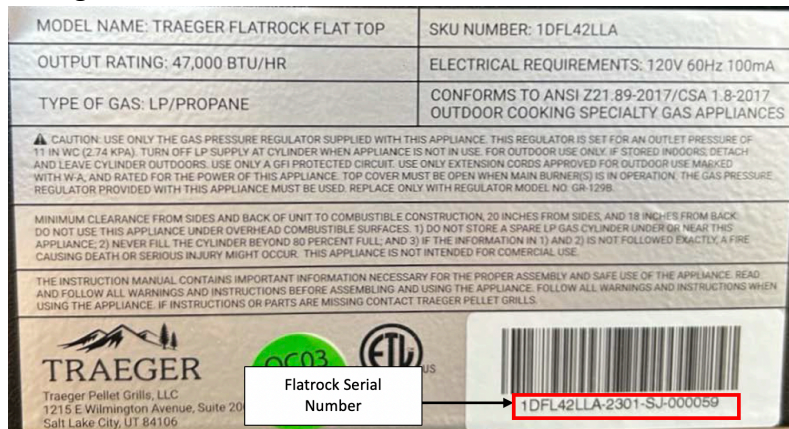 MODEL NAME: TRAEGER FLATROCK FLAT TOP
SKU NUMBER: 1DFL42LLA
OUTPUT RATING: 47,000 BTU/HR
ELECTRICAL REQUIREMENTS: 120V 60Hz 100mA
TYPE OF GAS: LP/PROPANE
CONFORMS TO ANSI Z21.89-2017/CSA 1.8-2017
OUTDOOR COOKING SPECIALTY GAS APPLIANCES
CAUTION: USE ONLY THE GAS PRESSURE REGULATOR SUPPLIED WITH THIS APPLIANCE. THIS REGULATOR IS SET FOR AN OUTLET PRESSURE OF
11 IN WC (2.74 KPA). TURN OFF LP SUPPLY AT CYLINDER WHEN APPLIANCE IS NOT IN USE. FOR OUTDOOR USE ONLY. IF STORED INDOORS, DETACH
AND LEAVE CYLINDER OUTDOORS. USE ONLY A GFI PROTECTED CIRCUIT. USE ONLY EXTENSION CORDS APPROVED FOR OUTDOOR USE MARKED
WITH W-A, AND RATED FOR THE POWER OF THIS APPLIANCE. TOP COVER MUST BE OPEN WHEN MAIN BURNER(S) IS IN OPERATION. THE GAS PRESSURE
REGULATOR PROVIDED WITH THIS APPLIANCE MUST BE USED. REPLACE ONLY WITH REGULATOR MODEL NO. GR-129B.
MINIMUM CLEARANCE FROM SIDES AND BACK OF UNIT TO COMBUSTIBLE CONSTRUCTION, 20 INCHES FROM SIDES, AND 18 INCHES FROM BACK.
DO NOT USE THIS APPLIANCE UNDER OVERHEAD COMBUSTIBLE SURFACES. 1) DO NOT STORE A SPARE LP GAS CYLINDER UNDER OR NEAR THIS
APPLIANCE; 2) NEVER FILL THE CYLINDER BEYOND 80 PERCENT FULL; AND 3) IF THE INFORMATION IN 1) AND 2) IS NOT FOLLOWED EXACTLY, A FIRE
CAUSING DEATH OR SERIOUS INJURY MIGHT OCCUR. THIS APPLIANCE IS NOT INTENDED FOR COMERCIAL USE.
THE INSTRUCTION MANUAL CONTAINS IMPORTANT INFORMATION NECESSARY FOR THE PROPER ASSEMBLY AND SAFE USE OF THE APPLIANCE. READ
AND FOLLOW ALL WARNINGS AND INSTRUCTIONS BEFORE ASSEMBLING AND USING THE APPLIANCE. FOLLOW ALL WARNINGS AND INSTRUCTIONS WHEN
USING THE APPLIANCE. IF INSTRUCTIONS OR PARTS ARE MISSING CONTACT TRAEGER PELLET GRILLS.
TRAEGER
Traeger Pellet Grills, LLC
1215 E Wilmington Avenue, Suite 20
Salt Lake City, UT 84106
QC03
ETL
US
Flatrock Serial
Number
1DFL42LLA-2301-SJ-000059